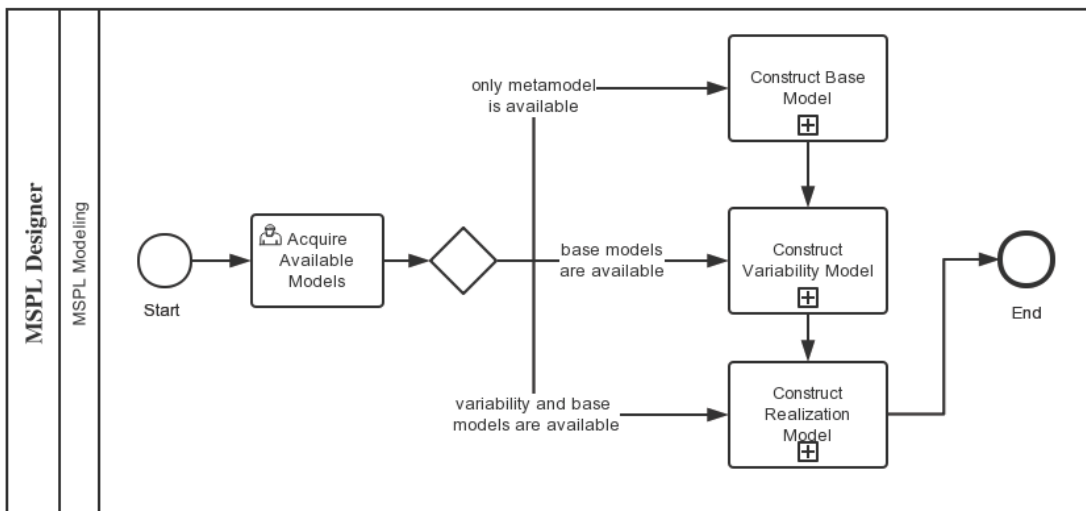 MSPL Designer
MSPL Modeling
Start
Acquire
Available
Models
only metamodel
is available
base models
are available
variability and base
models are available
Construct Base
Model
Construct
Variability Model
Construct
Realization
Model
End